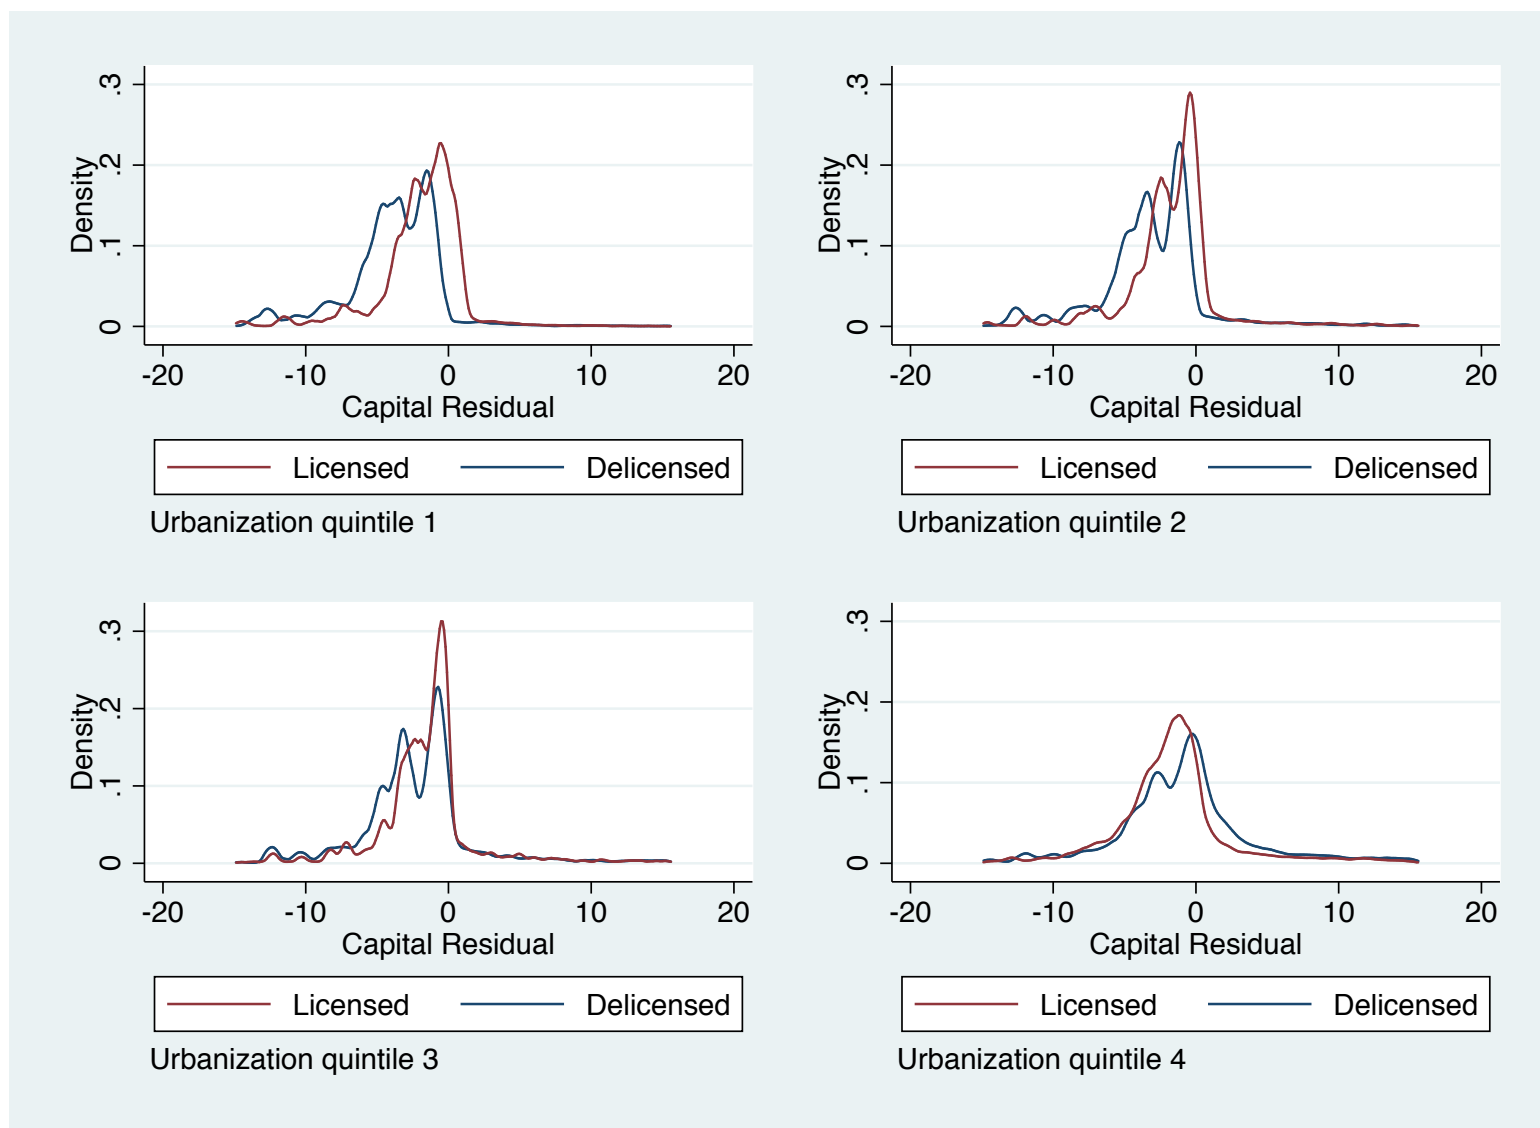 Density
.3
.2
.1
0
-20 -10 0 10 20
Capital Residual
Licensed Delicensed
Urbanization quintile 1
Density
.3
.2
.1
0
-20 -10 0 10 20
Capital Residual
Licensed Delicensed
Urbanization quintile 2
Density
.3
.2
.1
0
-20 -10 0 10 20
Capital Residual
Licensed Delicensed
Urbanization quintile 3
Density
.3
.2
.1
0
-20 -10 0 10 20
Capital Residual
Licensed Delicensed
Urbanization quintile 4